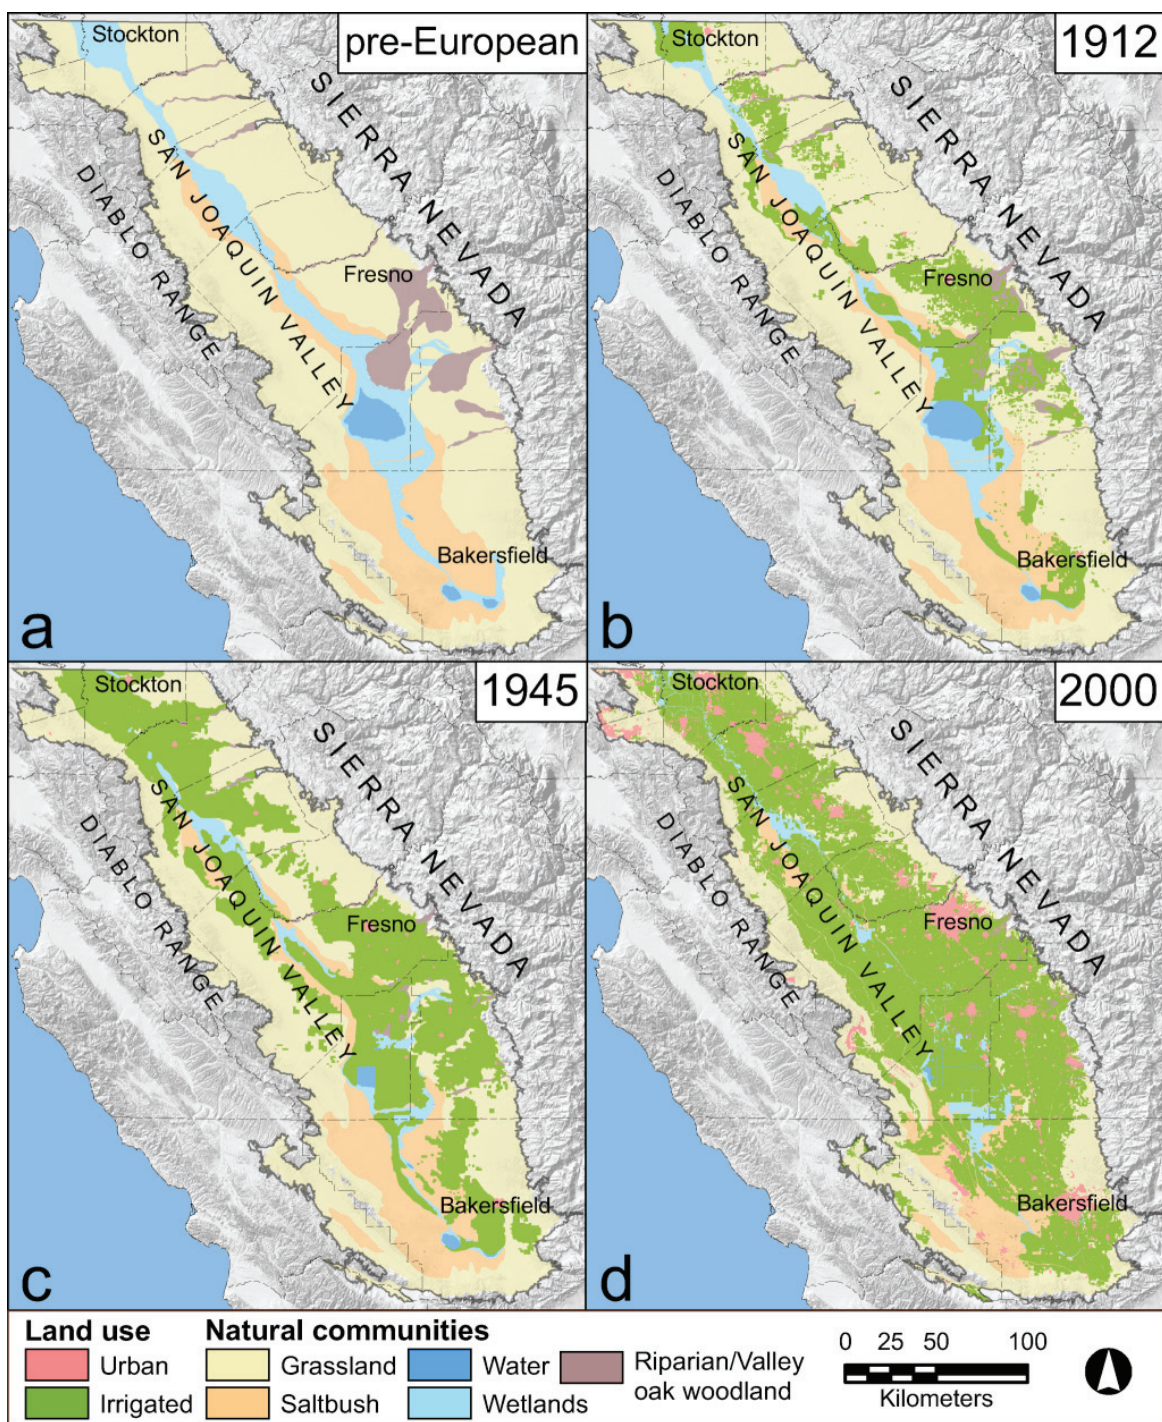 pre-European
Stockton
SIERRA NEVADA
SAN JOAQUIN VALLEY
DIABLO RANGE
Fresno
Bakersfield
a
1912
Stockton
SIERRA NEVADA
SAN JOAQUIN VALLEY
DIABLO RANGE
Fresno
Bakersfield
b
1945
Stockton
SIERRA NEVADA
SAN JOAQUIN VALLEY
DIABLO RANGE
Fresno
Bakersfield
c
2000
Stockton
SIERRA NEVADA
SAN JOAQUIN VALLEY
DIABLO RANGE
Fresno
Bakersfield
d
Land use
Urban
Irrigated
Natural communities
Grassland
Saltbush
Water
Wetlands
Riparian/Valley
oak woodland
0 25 50 100
Kilometers